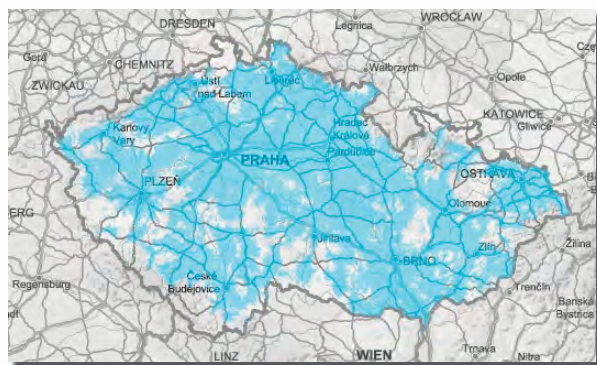 DRESDEN
WROCŁAW
Legnica
Gera
CHEMNITZ
Wałbrzych
ZWICKAU
Ústí
nad Labem
Liberec
Opole
KATOWICE
Gliwice
Karlovy
Vary
Hradec
Králové
PRAHA
Pardubice
PLZEŇ
OSTRAVA
Olomouc
Jihlava
BRNO
Zlín
Žilina
České
Budějovice
Regensburg
Trenčín
Banská
Bystrica
LINZ
WIEN
Trnava
Nitra